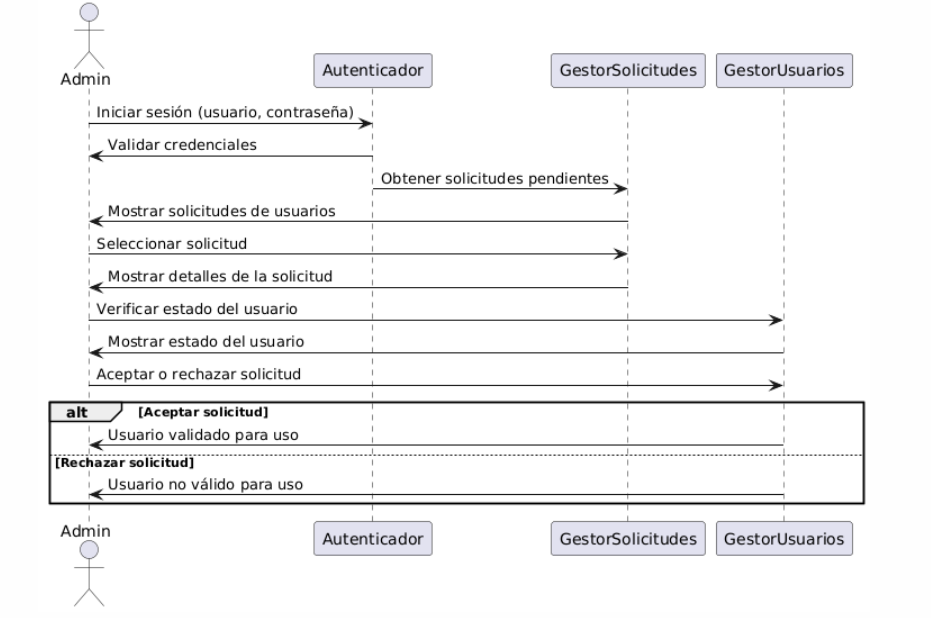 Admin
Autenticador
GestorSolicitudes
GestorUsuarios
Iniciar sesión (usuario, contraseña)
Validar credenciales
Obtener solicitudes pendientes
Mostrar solicitudes de usuarios
Seleccionar solicitud
Mostrar detalles de la solicitud
Verificar estado del usuario
Mostrar estado del usuario
Aceptar o rechazar solicitud
alt [Aceptar solicitud]
Usuario validado para uso
[Rechazar solicitud]
Usuario no válido para uso
Admin
Autenticador
GestorSolicitudes
GestorUsuarios